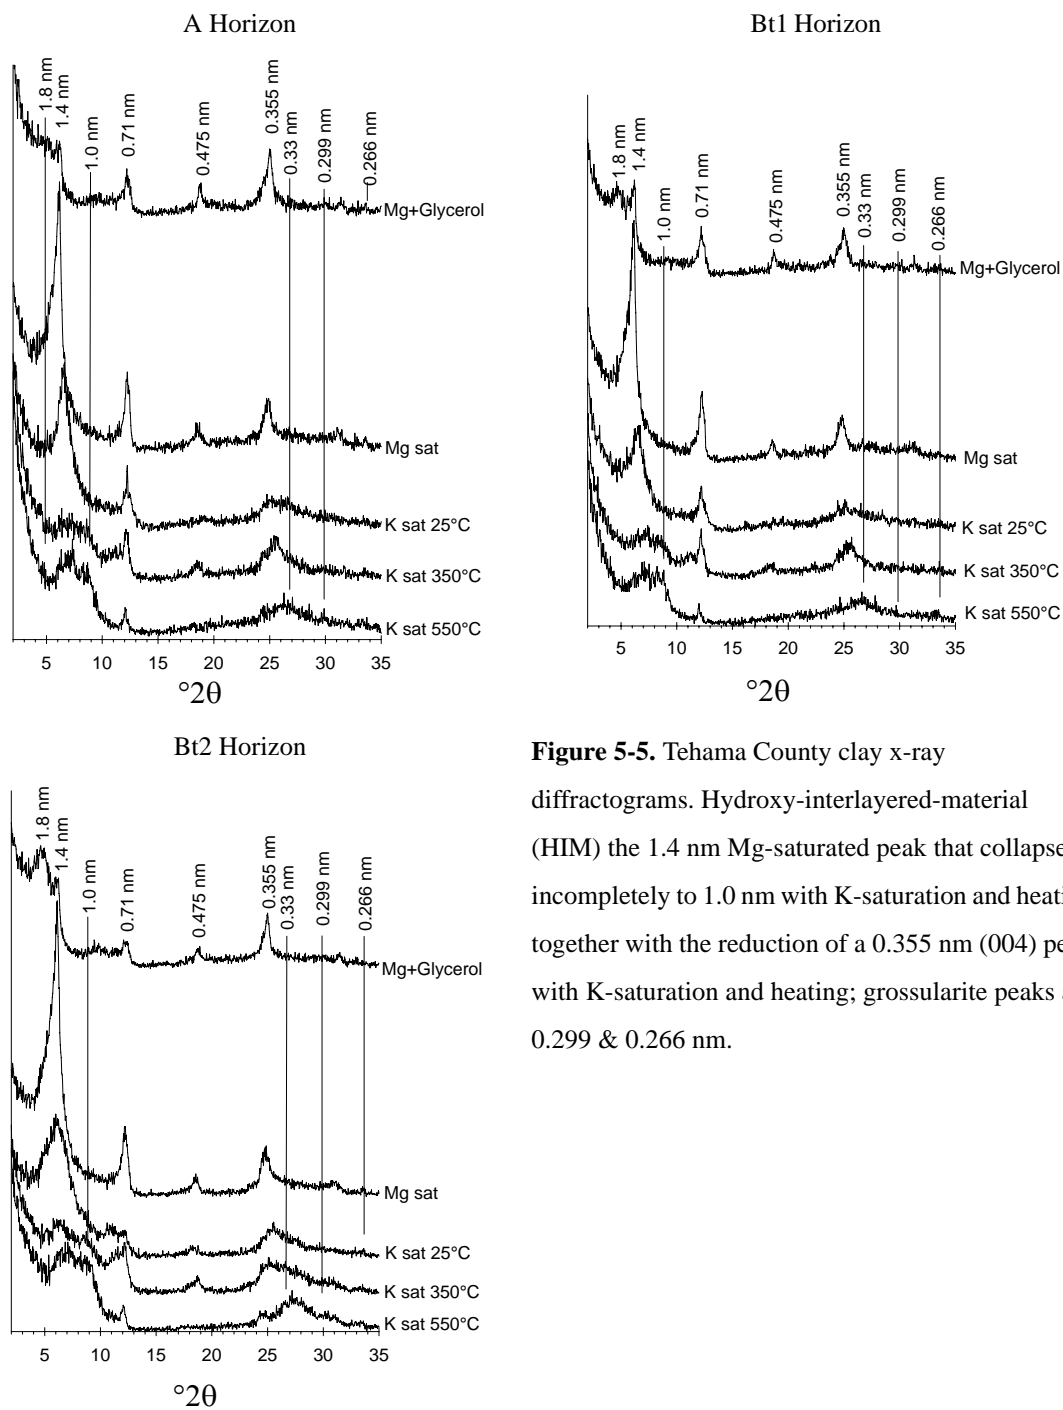 A Horizon
1.8 nm
1.4 nm
1.0 nm
0.71 nm
0.475 nm
0.355 nm
0.33 nm
0.299 nm
0.266 nm
Mg+Glycerol
Mg sat
K sat 25°C
K sat 350°C
K sat 550°C
5 10 15 20 25 30 35
°2θ
Bt1 Horizon
1.8 nm
1.4 nm
1.0 nm
0.71 nm
0.475 nm
0.355 nm
0.33 nm
0.299 nm
0.266 nm
Mg+Glycerol
Mg sat
K sat 25°C
K sat 350°C
K sat 550°C
5 10 15 20 25 30 35
°2θ
Bt2 Horizon
1.8 nm
1.4 nm
1.0 nm
0.71 nm
0.475 nm
0.355 nm
0.33 nm
0.299 nm
0.266 nm
Mg+Glycerol
Mg sat
K sat 25°C
K sat 350°C
K sat 550°C
5 10 15 20 25 30 35
°2θ
Figure 5-5. Tehama County clay x-ray
diffractograms. Hydroxy-interlayered-material
(HIM) the 1.4 nm Mg-saturated peak that collapse
incompletely to 1.0 nm with K-saturation and heati
together with the reduction of a 0.355 nm (004) pe
with K-saturation and heating; grossularite peaks
0.299 & 0.266 nm.